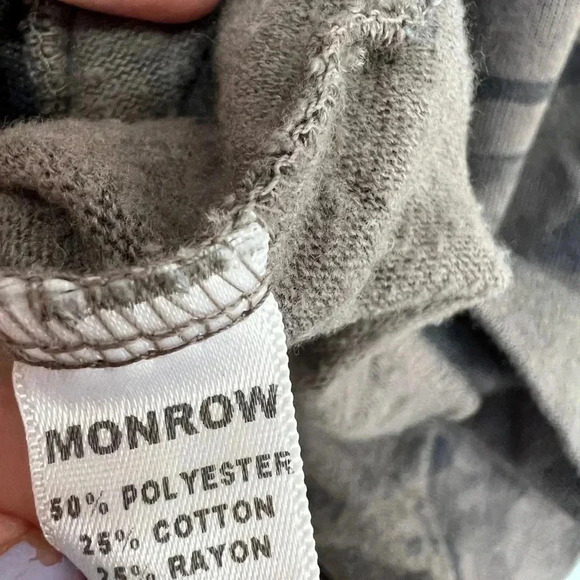 MONROW
50% POLYESTER
25% COTTON
25% RAYON